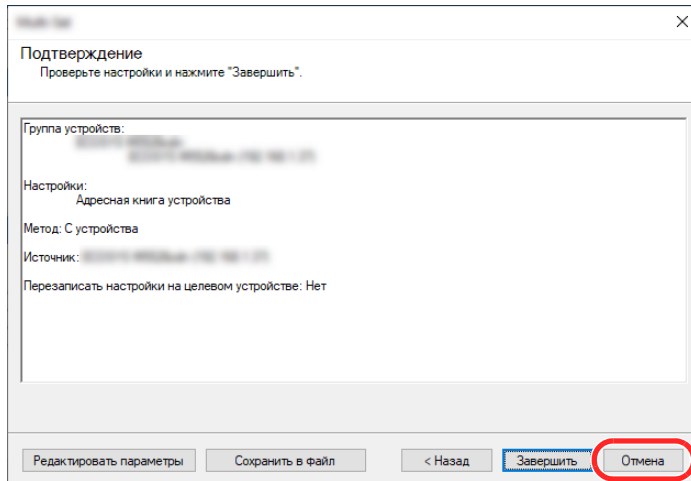 Подтверждение
Проверьте настройки и нажмите "Завершить".
Группа устройств:
Настройки:
Адресная книга устройства
Метод: С устройства
Источник:
Перезаписать настройки на целевом устройстве: Нет
Редактировать параметры
Сохранить в файл
< Назад
Завершить
Отмена